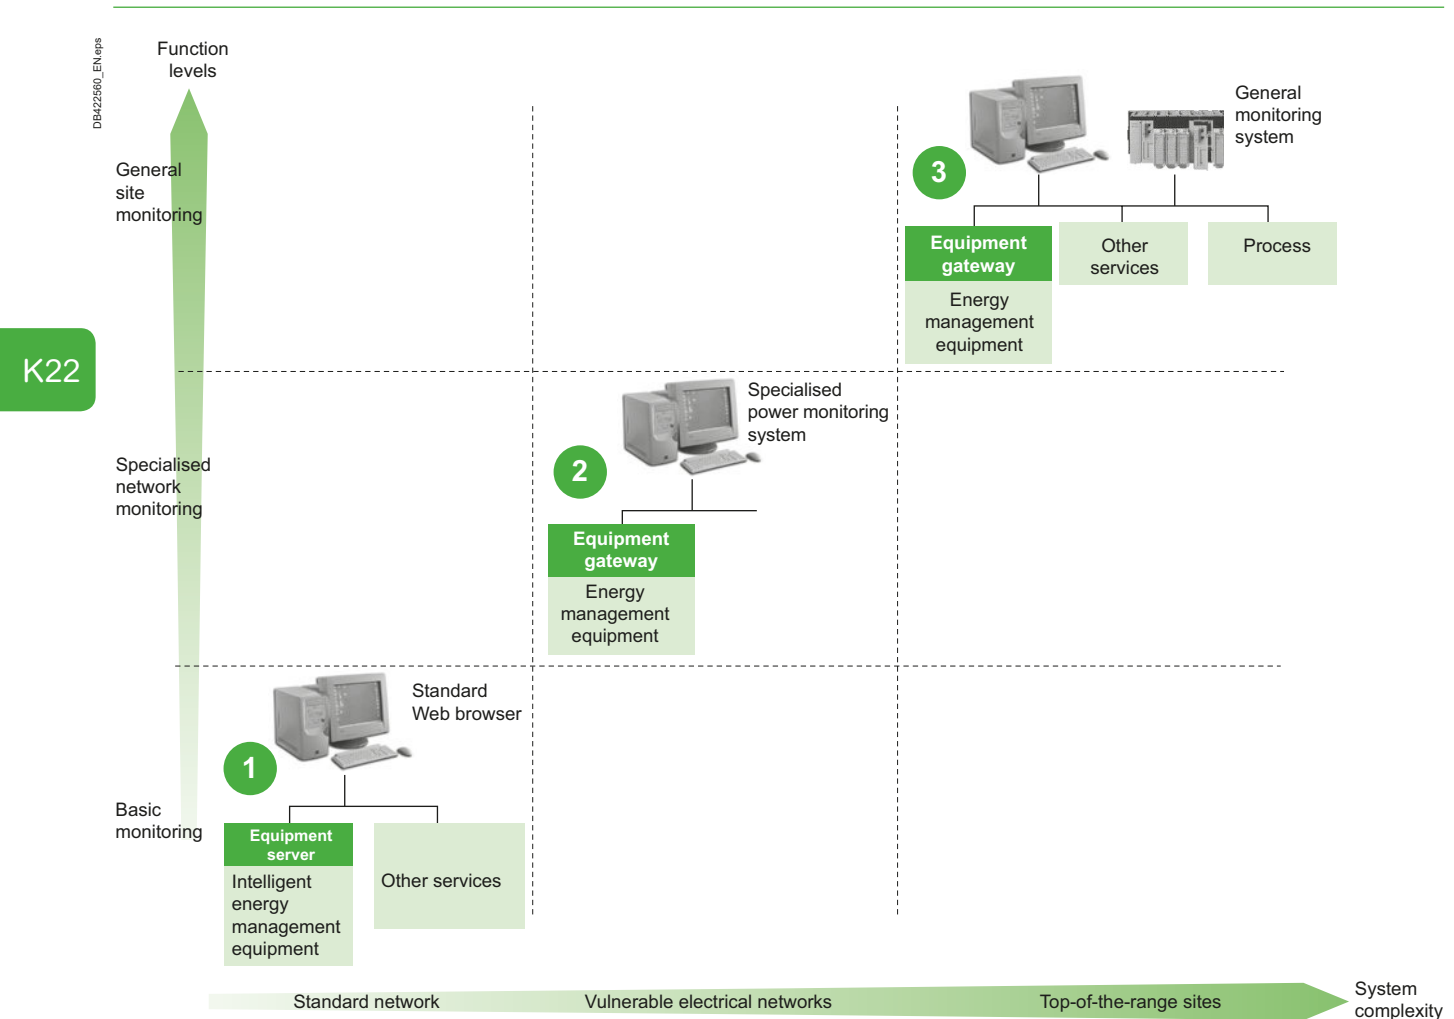 DB422560_EN.eps
Function
levels
General
site
monitoring
General
monitoring
system
3
Equipment
gateway
Energy
management
equipment
Other
services
Process
K22
Specialised
network
monitoring
Specialised
power monitoring
system
2
Equipment
gateway
Energy
management
equipment
Basic
monitoring
Standard
Web browser
1
Equipment
server
Intelligent
energy
management
equipment
Other services
Standard network
Vulnerable electrical networks
Top-of-the-range sites
System
complexity